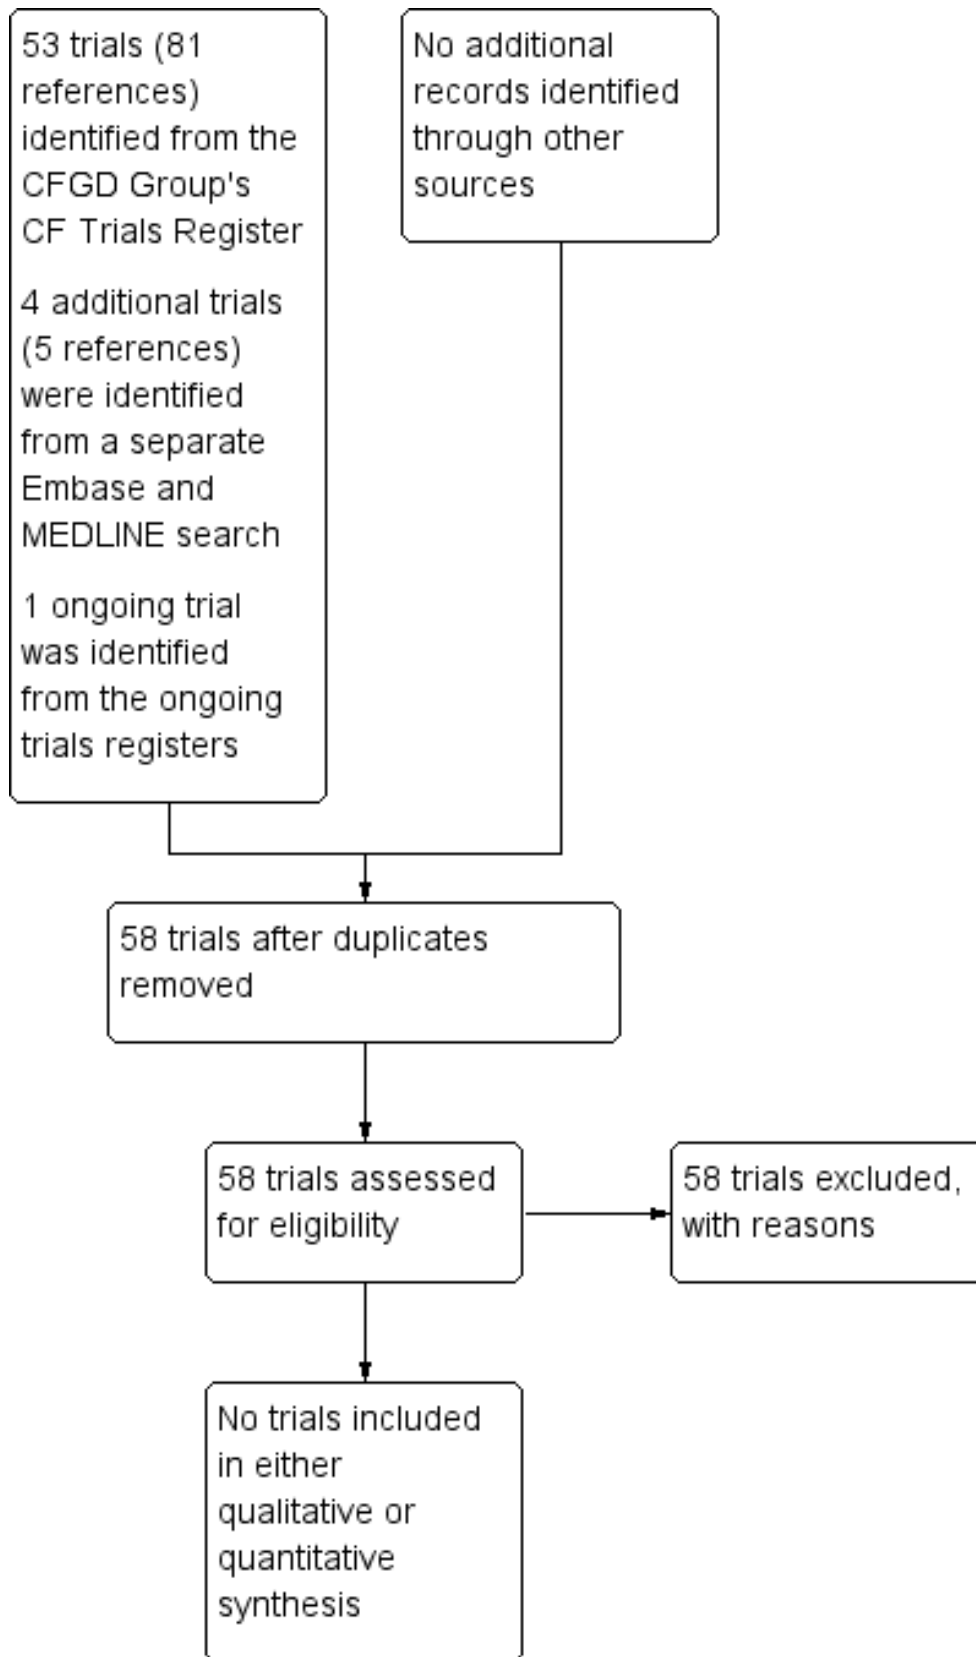 53 trials (81
references)
identified from the
CFGD Group's
CF Trials Register
4 additional trials
(5 references)
were identified
from a separate
Embase and
MEDLINE search
1 ongoing trial
was identified
from the ongoing
trials registers
No additional
records identified
through other
sources
58 trials after duplicates
removed
58 trials assessed
for eligibility
58 trials excluded,
with reasons
No trials included
in either
qualitative or
quantitative
synthesis